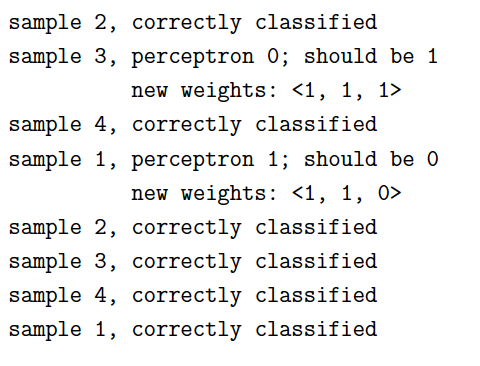 sample 2, correctly classified
sample 3, perceptron 0; should be 1
new weights: <1, 1, 1>
sample 4, correctly classified
sample 1, perceptron 1; should be 0
new weights: <1, 1, 0>
sample 2, correctly classified
sample 3, correctly classified
sample 4, correctly classified
sample 1, correctly classified